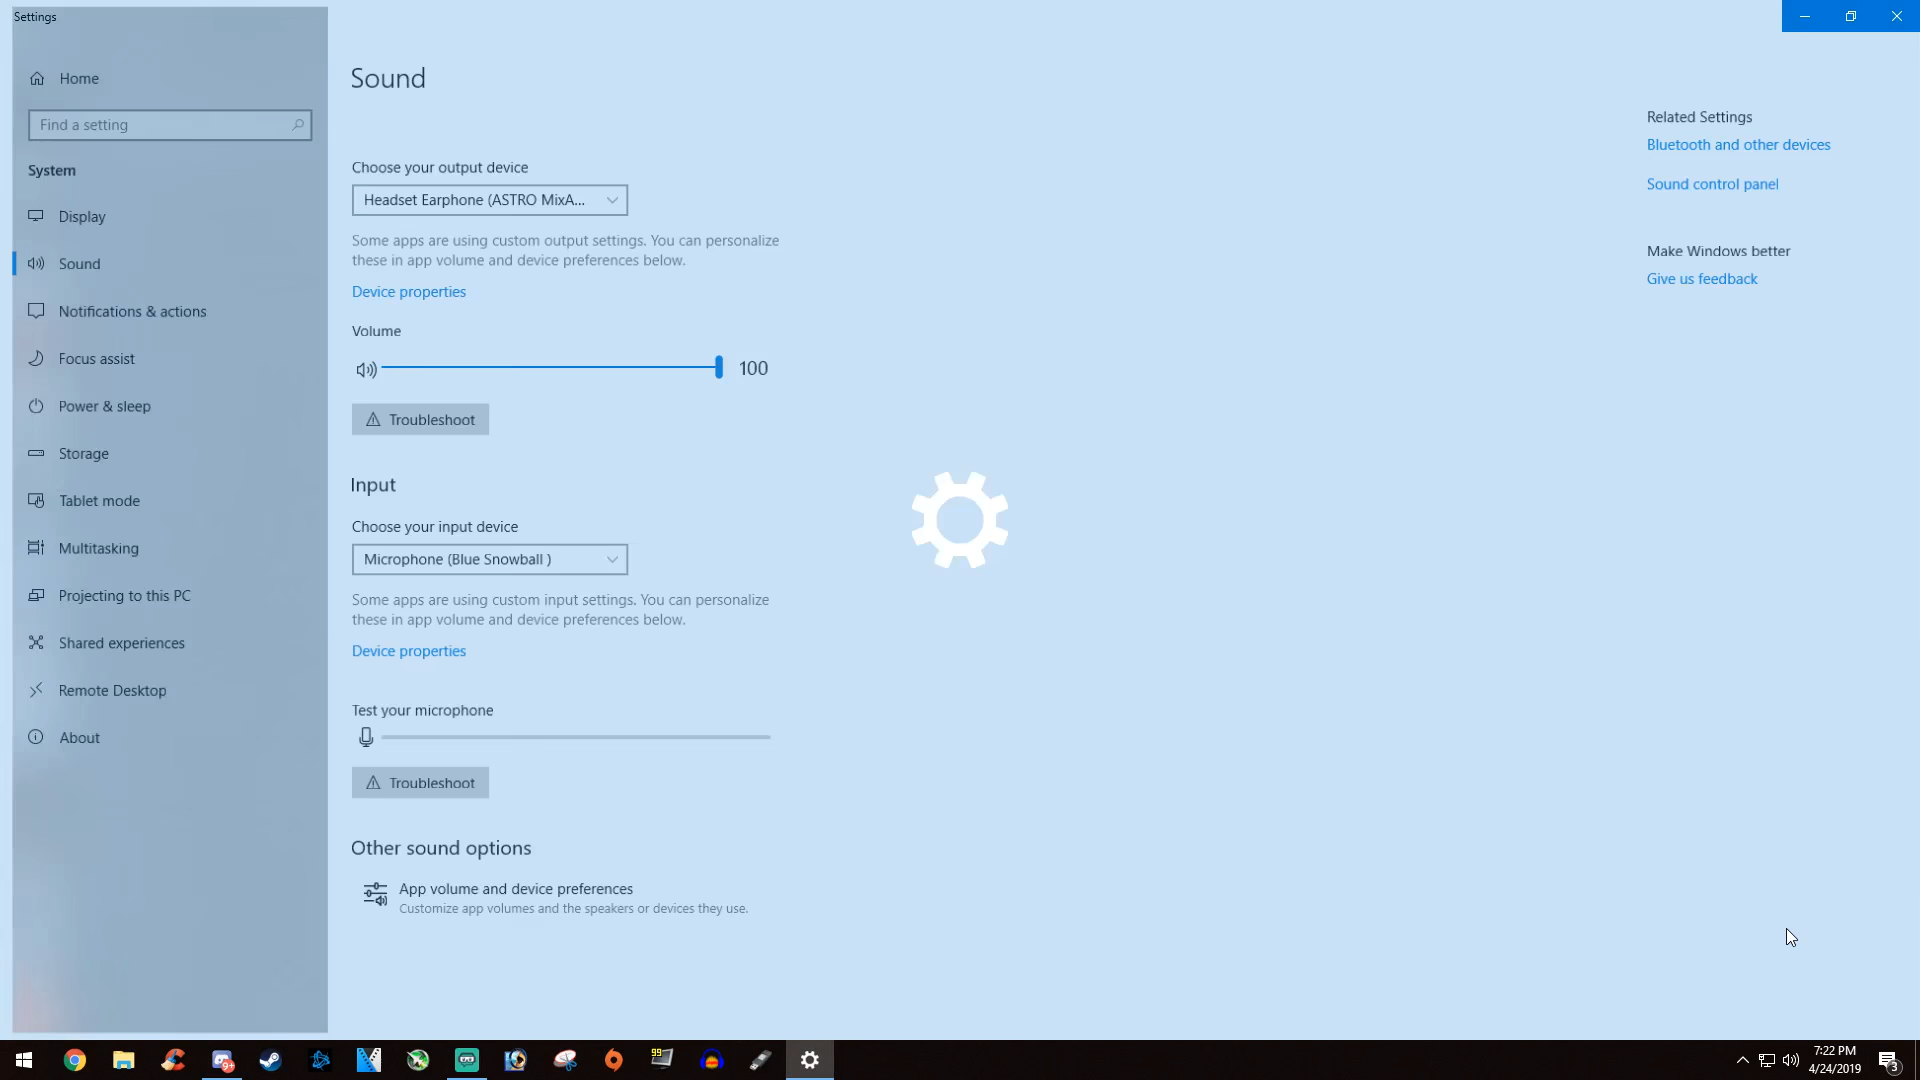 Settings
Home
Find a setting
System
Display
Sound
Notifications & actions
Focus assist
Power & sleep
Storage
Tablet mode
Multitasking
Projecting to this PC
Shared experiences
Remote Desktop
About
Sound
Choose your output device
Headset Earphone (ASTRO MixA...
Some apps are using custom output settings. You can personalize
these in app volume and device preferences below.
Device properties
Volume
100
Troubleshoot
Input
Choose your input device
Microphone (Blue Snowball )
Some apps are using custom input settings. You can personalize
these in app volume and device preferences below.
Device properties
Test your microphone
Troubleshoot
Other sound options
App volume and device preferences
Customize app volumes and the speakers or devices they use.
Related Settings
Bluetooth and other devices
Sound control panel
Make Windows better
Give us feedback
9+
99
7:22 PM
4/24/2019
3